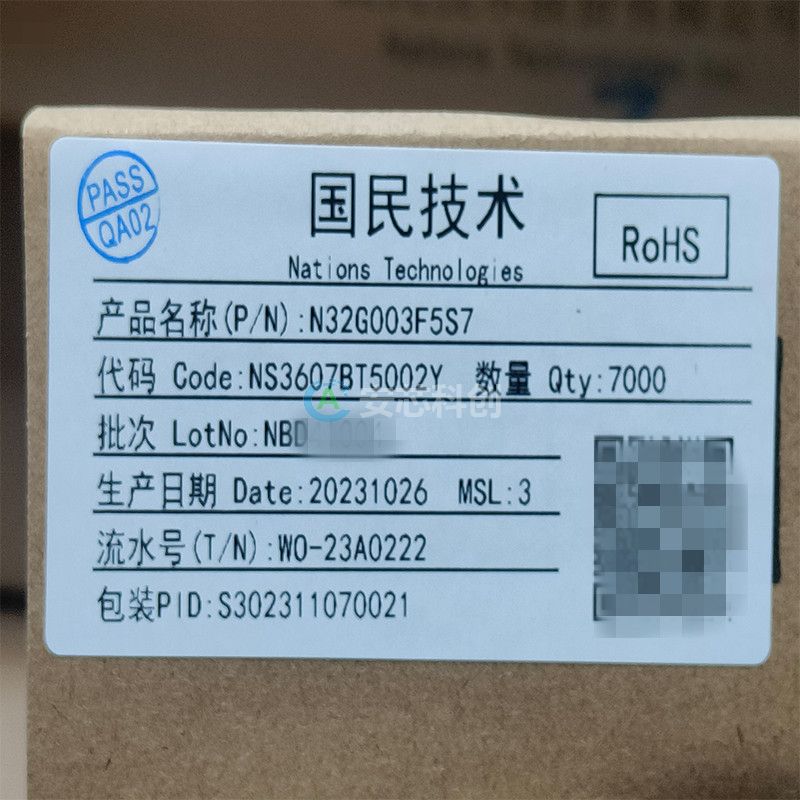 PASS
QA02
国民技术
Nations Technologies
RoHS
产品名称(P/N):N32G003F5S7
代码 Code:NS3607BT5002Y 数量 Qty:7000
安芯科创
批次 LotNo:NBD
生产日期 Date:20231026 MSL:3
流水号(T/N):WO-23A0222
包装PID:S302311070021